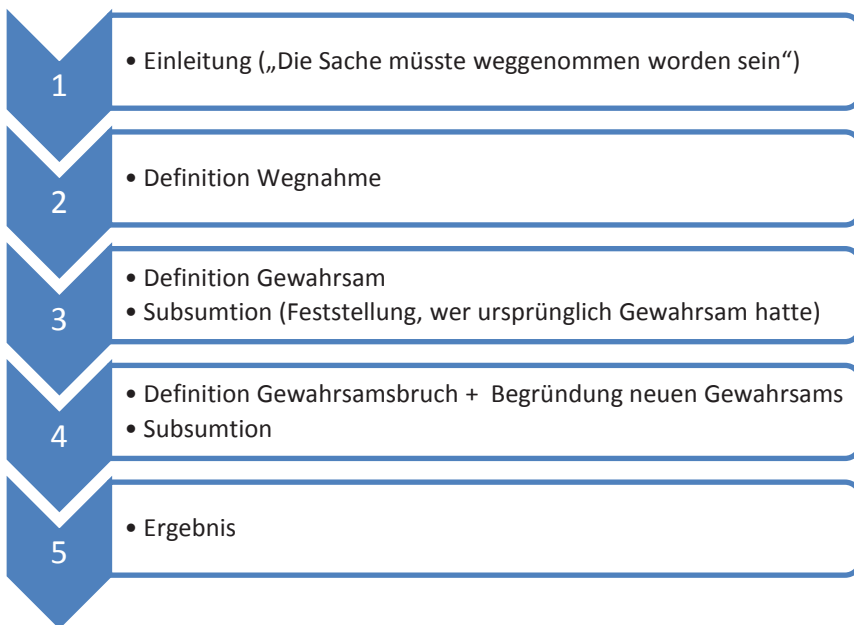 1
• Einleitung („Die Sache müsste weggenommen worden sein“)
2
• Definition Wegnahme
3
• Definition Gewahrsam
• Subsumtion (Feststellung, wer ursprünglich Gewahrsam hatte)
4
• Definition Gewahrsamsbruch + Begründung neuen Gewahrsams
• Subsumtion
5
• Ergebnis